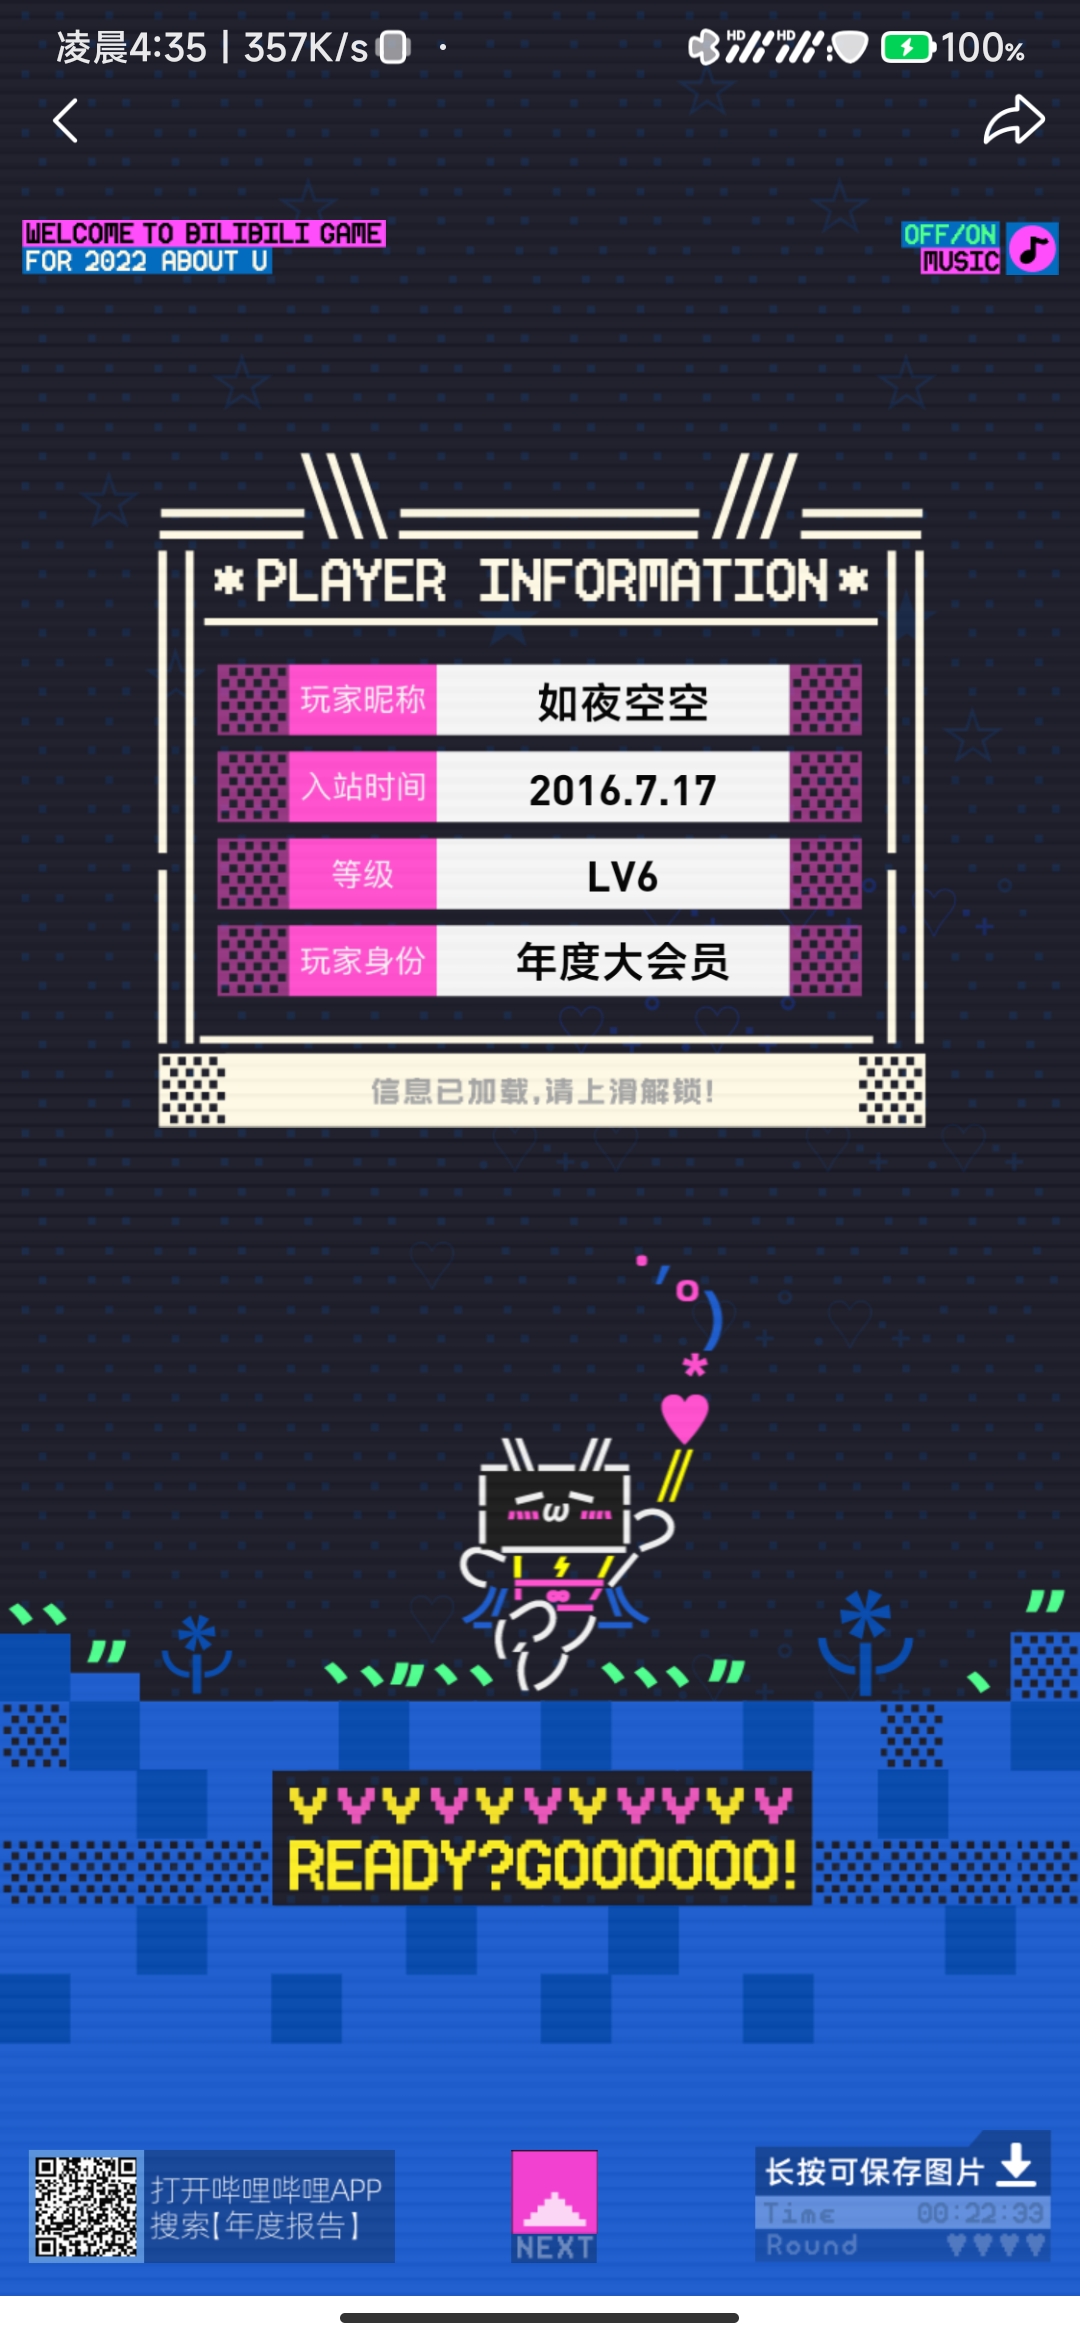 凌晨4:35 | 357K/s
HD HD 100%
WELCOME TO BILIBILI GAME
FOR 2022 ABOUT U
OFF/ON
MUSIC
*PLAYER INFORMATION*
玩家昵称 如夜空空
入站时间 2016.7.17
等级 LV6
玩家身份 年度大会员
信息已加载,请上滑解锁!
READY?GOOOOOO!
打开哔哩哔哩APP
搜索【年度报告】
NEXT
长按可保存图片
Time 00:22:33
Round